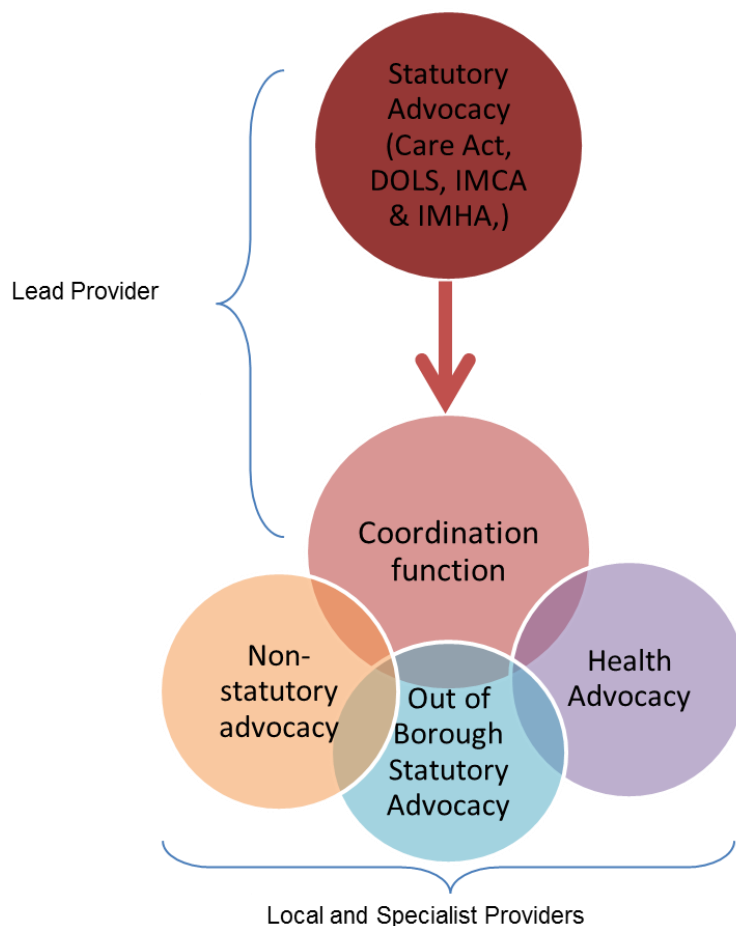 Statutory
Advocacy
(Care Act,
DOLS, IMCA
& IMHA,)
Lead Provider
Coordination
function
Non-
statutory
advocacy
Out of
Borough
Statutory
Advocacy
Health
Advocacy
Local and Specialist Providers